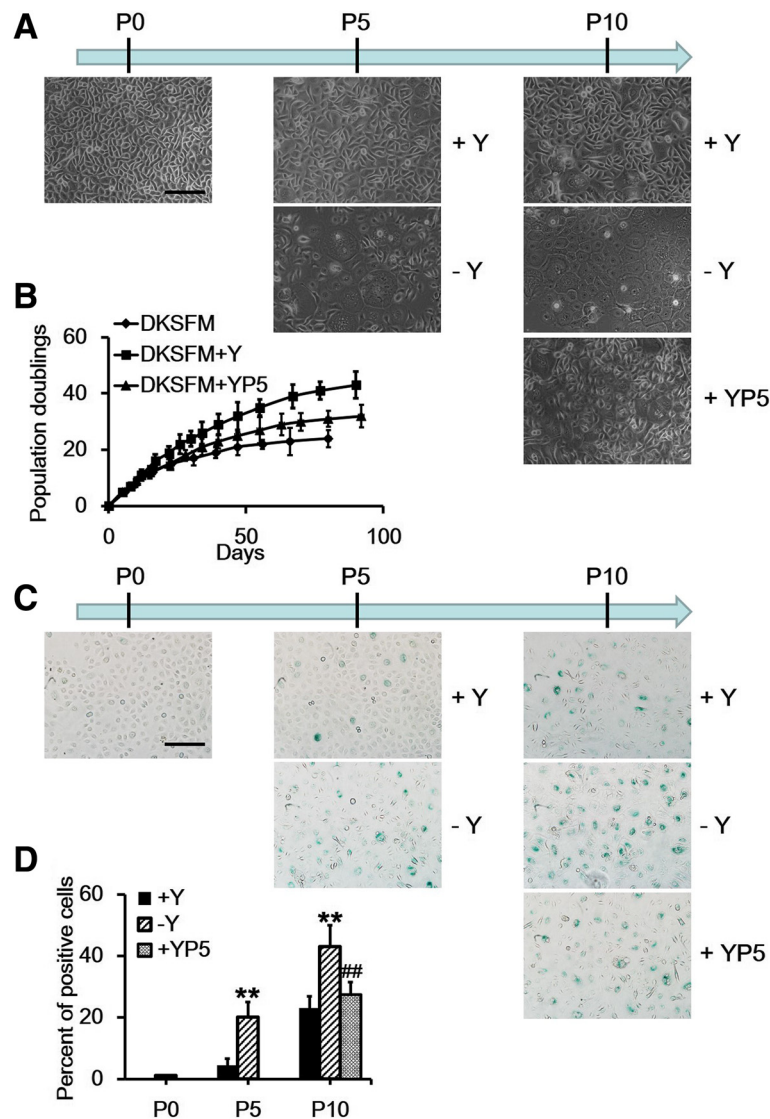 A
P0 P5 P10
+ Y + Y
- Y - Y
+ YP5
B
DKSFM
DKSFM+Y
DKSFM+YP5
Population doublings
60
40
20
0
0 50 100
Days
C
P0 P5 P10
+ Y + Y
- Y - Y
+ YP5
D
+Y
-Y
+YP5
Percent of positive cells
60
40
20
0
** ** ##
P0 P5 P10